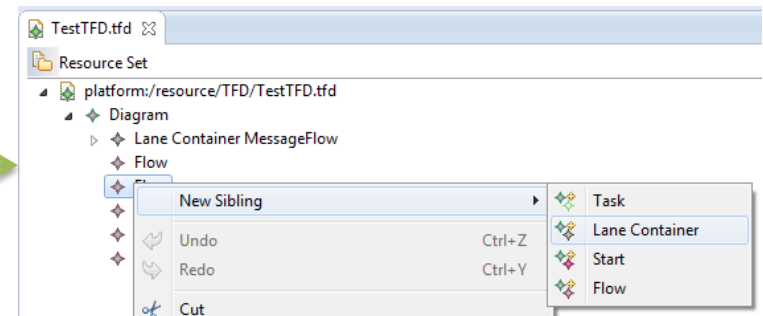 TestTFD.tfd
Resource Set
platform:/resource/TFD/TestTFD.tfd
Diagram
Lane Container MessageFlow
Flow
New Sibling
Task
Lane Container
Start
Flow
Undo Ctrl+Z
Redo Ctrl+Y
Cut